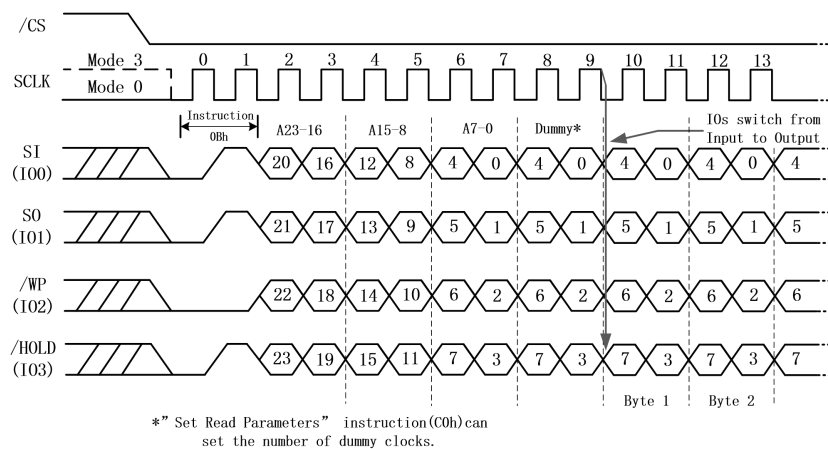 /CS
Mode 3 0 1 2 3 4 5 6 7 8 9 10 11 12 13
SCLK Mode 0
Instruction A23-16 A15-8 A7-0 Dummy* IOs switch from
0Bh Input to Output
SI
(IO0) 20 16 12 8 4 0 4 0 4 0 4 0 4
SO
(IO1) 21 17 13 9 5 1 5 1 5 1 5 1 5
/WP
(IO2) 22 18 14 10 6 2 6 2 6 2 6 2 6
/HOLD
(IO3) 23 19 15 11 7 3 7 3 7 3 7 3 7
Byte 1 Byte 2
*” Set Read Parameters” instruction(C0h)can
set the number of dummy clocks.